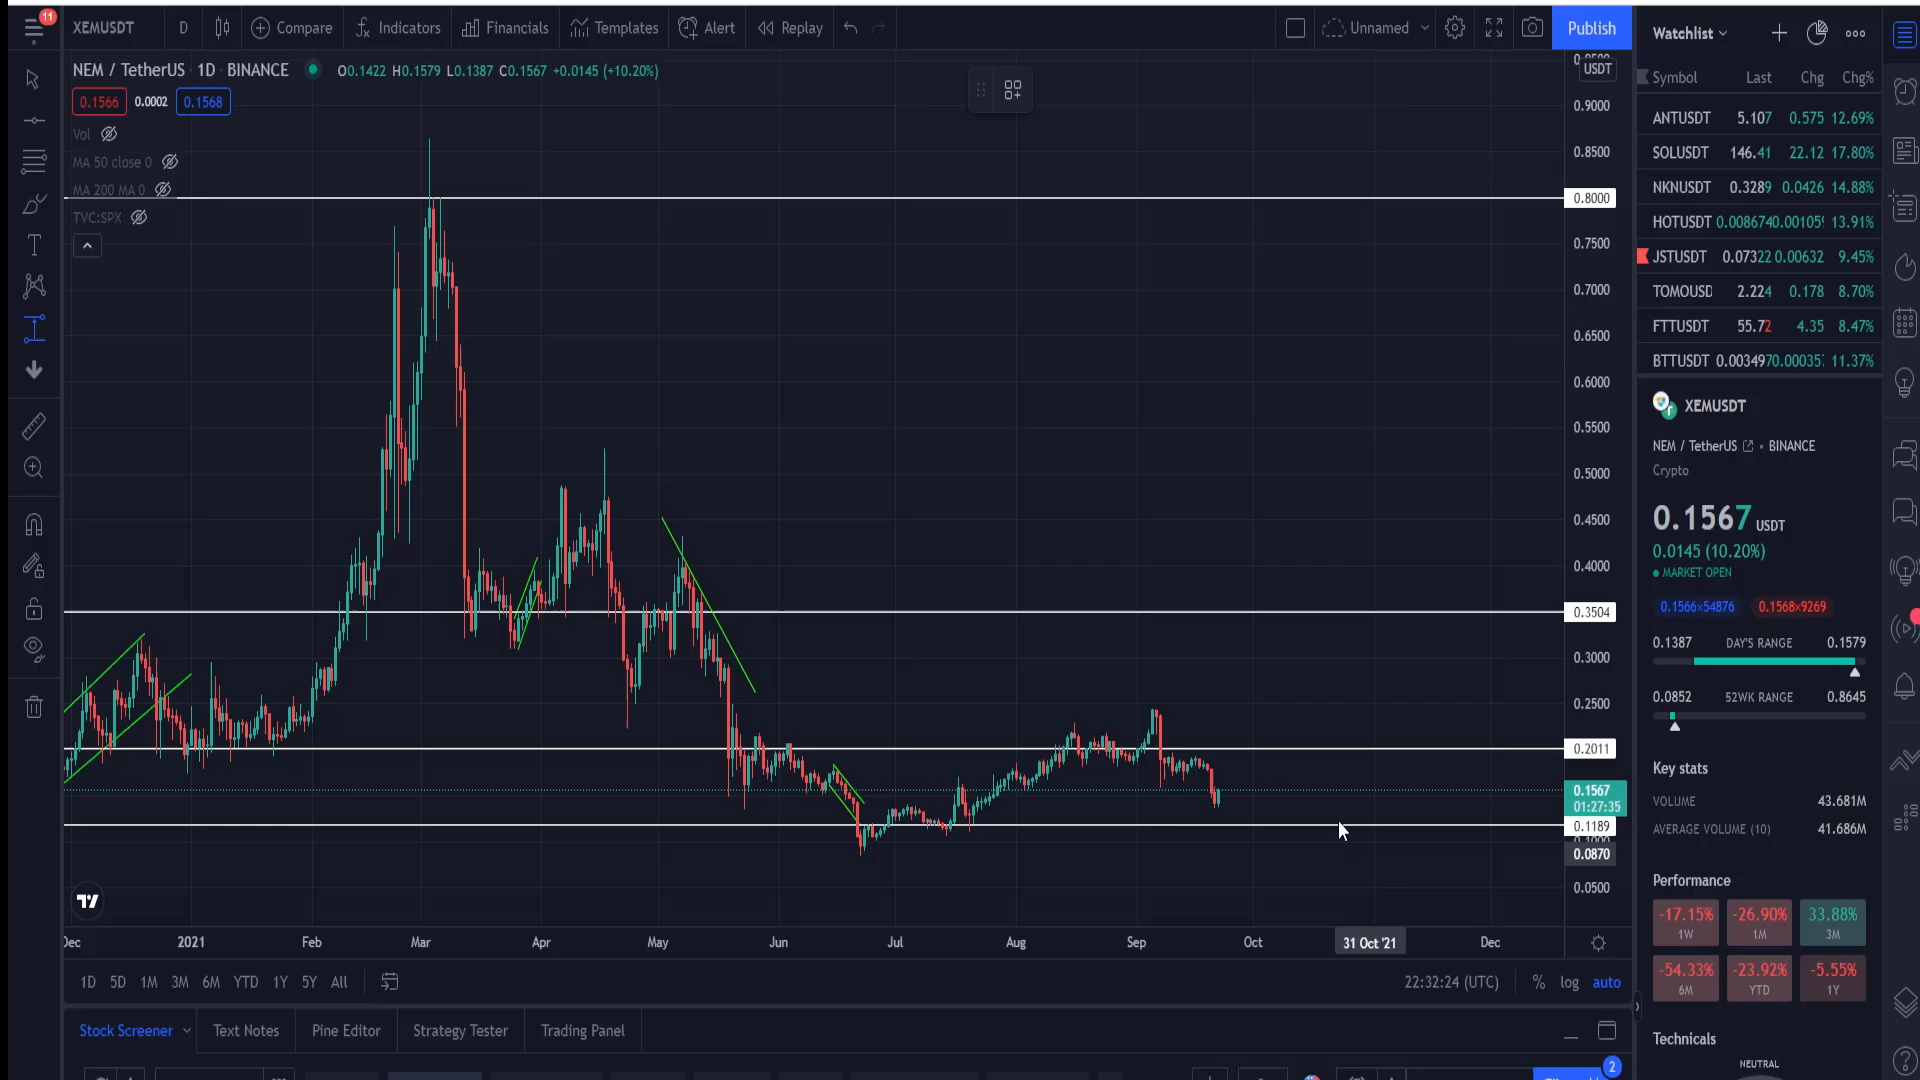 11
XEMUSDT D Compare Indicators Financials Templates Alert Replay Unnamed Publish
NEM / TetherUS · 1D · BINANCE O0.1422 H0.1579 L0.1387 C0.1567 +0.0145 (+10.20%)
0.1566 0.0002 0.1568
Vol
MA 50 close 0
MA 200 MA 0
TVC:SPX
USDT
0.9000
0.8500
0.8000
0.7500
0.7000
0.6500
0.6000
0.5500
0.5000
0.4500
0.4000
0.3504
0.3000
0.2500
0.2011
0.1567
01:27:35
0.1189
0.0870
0.0500
Dec 2021 Feb Mar Apr May Jun Jul Aug Sep Oct 31 Oct '21 Dec
1D 5D 1M 3M 6M YTD 1Y 5Y All 22:32:24 (UTC) % log auto
Stock Screener Text Notes Pine Editor Strategy Tester Trading Panel
2
Watchlist
Symbol Last Chg Chg%
ANTUSDT 5.107 0.575 12.69%
SOLUSDT 146.41 22.12 17.80%
NKNUSDT 0.3289 0.0426 14.88%
HOTUSDT 0.008674 13.91%
JSTUSDT 0.07322 0.00632 9.45%
TOMOUSD 2.224 0.178 8.70%
FTTUSDT 55.72 4.35 8.47%
BTTUSDT 0.003497 11.37%
XEMUSDT
NEM / TetherUS • BINANCE
Crypto
0.1567 USDT
0.0145 (10.20%)
MARKET OPEN
0.1566×54876 0.1568×9269
0.1387 DAY'S RANGE 0.1579
0.0852 52WK RANGE 0.8645
Key stats
VOLUME 43.681M
AVERAGE VOLUME (10) 41.686M
Performance
-17.15% -26.90% 33.88%
1W 1M 3M
-54.33% -23.92% -5.55%
6M YTD 1Y
Technicals
NEUTRAL